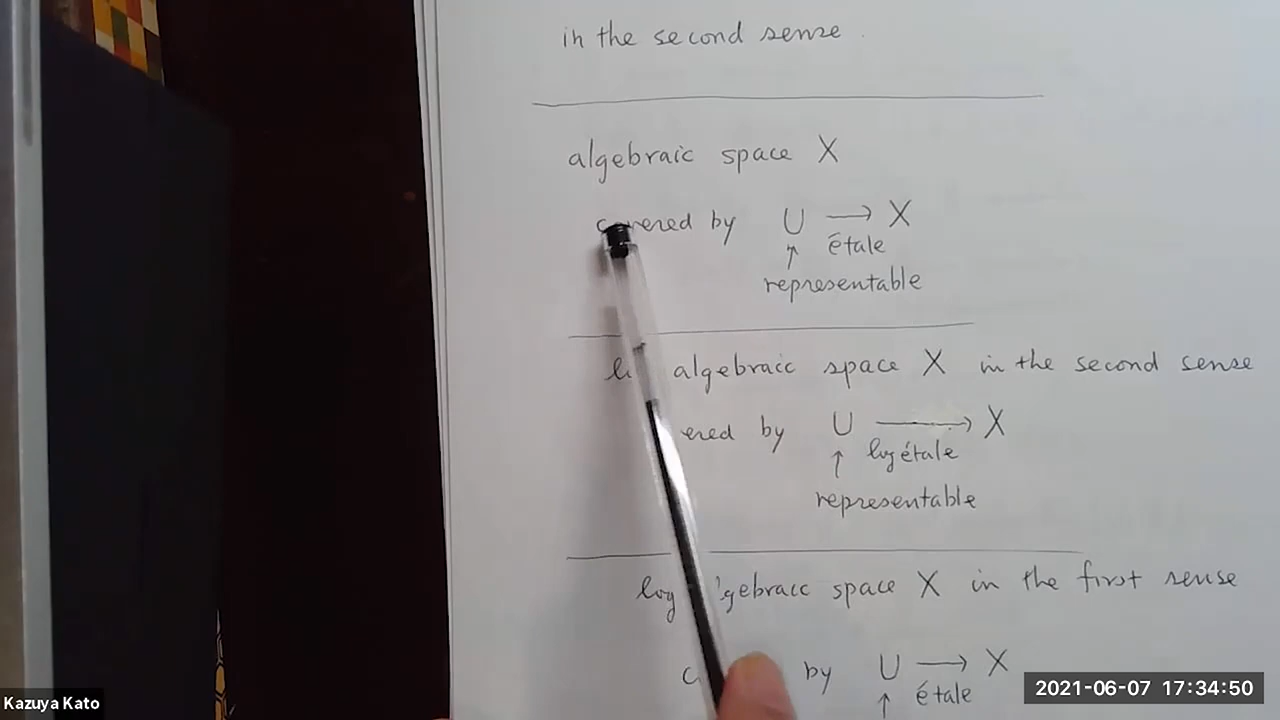 in the second sense.
algebraic space X
covered by U → X
↑ étale
representable
algebraic space X in the second sense
by U → X
↑ log étale
representable
log space X in the first sense
by U → X
↑ étale
Kazuya Kato
2021-06-07 17:34:50